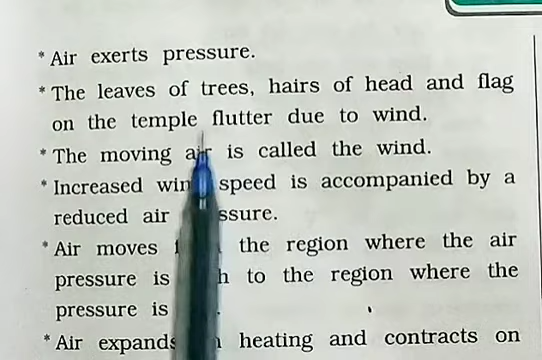 * Air exerts pressure.
* The leaves of trees, hairs of head and flag
on the temple flutter due to wind.
* The moving air is called the wind.
* Increased speed is accompanied by a
reduced air
* Air moves the region where the air
pressure is to the region where the
pressure is
* Air expands heating and contracts on